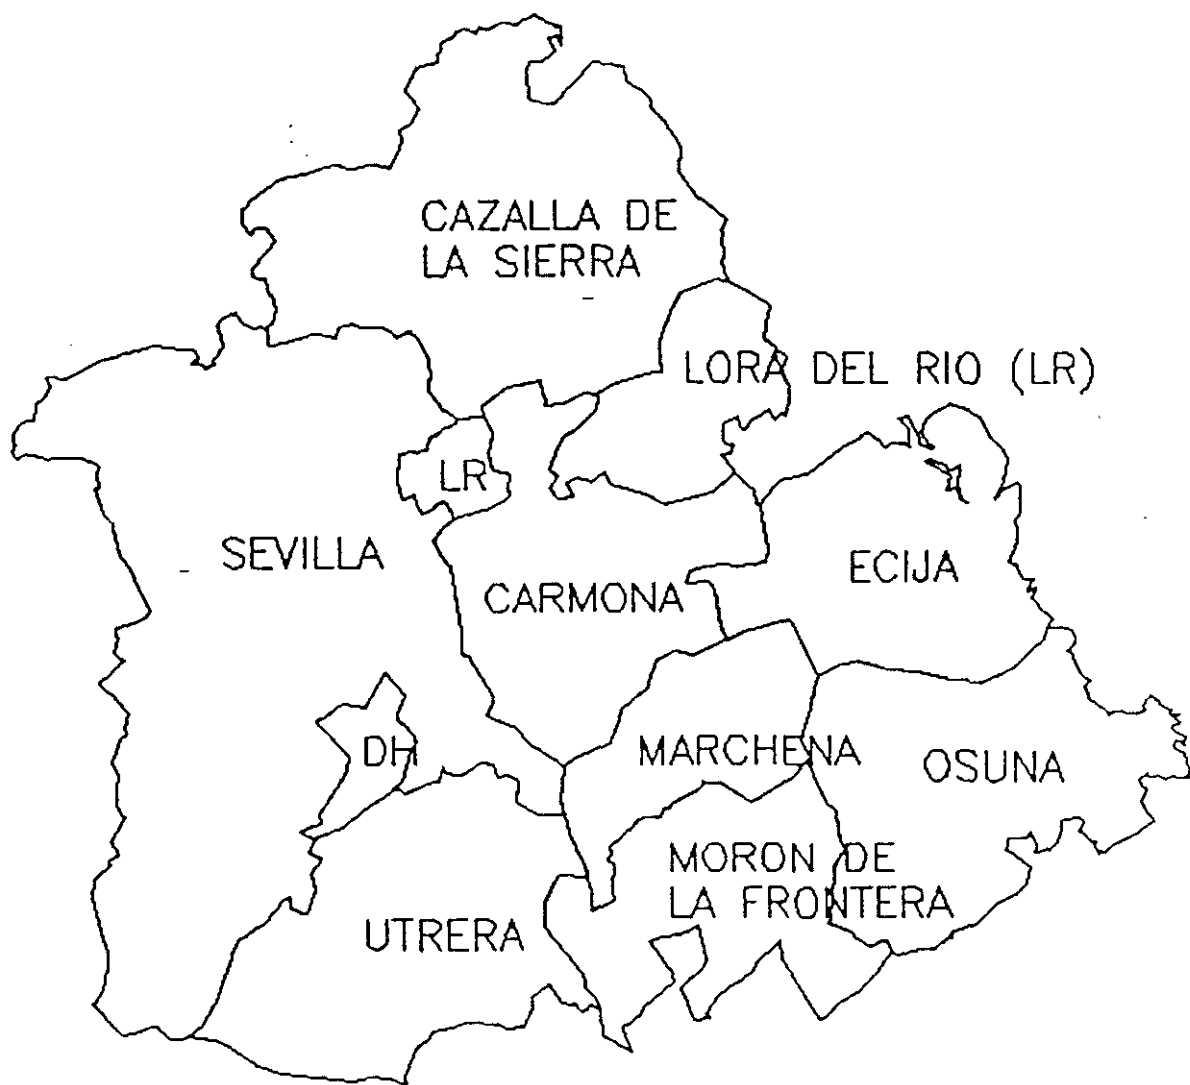 CAZALLA DE
LA SIERRA
LORA DEL RIO (LR)
LR
SEVILLA
ECIJA
CARMONA
DH
MARCHENA
OSUNA
MORON DE
LA FRONTERA
UTRERA